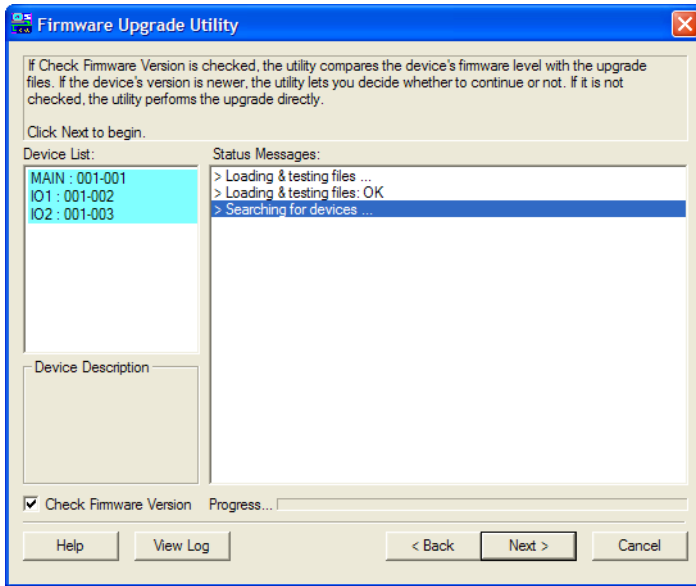 Firmware Upgrade Utility
If Check Firmware Version is checked, the utility compares the device's firmware level with the upgrade
files. If the device's version is newer, the utility lets you decide whether to continue or not. If it is not
checked, the utility performs the upgrade directly.
Click Next to begin.
Device List:
Status Messages:
MAIN : 001-001
IO1 : 001-002
IO2 : 001-003
> Loading & testing files ...
> Loading & testing files: OK
> Searching for devices ...
Device Description
Check Firmware Version
Progress...
Help
View Log
< Back
Next >
Cancel